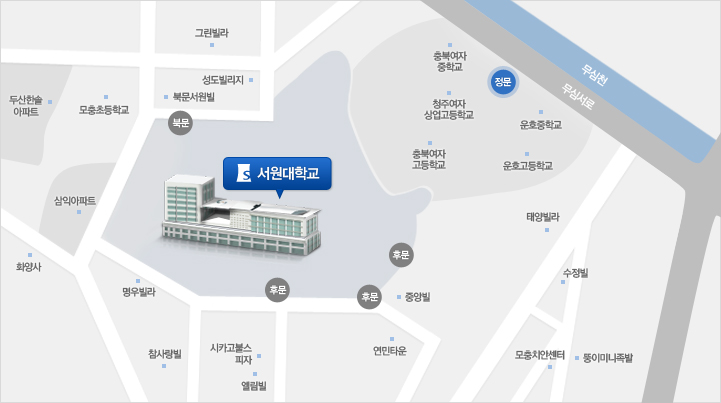 그린빌라
성도빌리지
북문서원빌
두산한솔
아파트
모충초등학교
북문
충북여자
중학교
청주여자
상업고등학교
충북여자
고등학교
정문
무심천
무심서로
운호중학교
운호고등학교
서원대학교
삼익아파트
화양사
명우빌라
후문
후문
후문
중앙빌
태양빌라
수정빌
참사랑빌
시카고불스
피자
엘림빌
연민타운
모충치안센터
뚱이미나족발